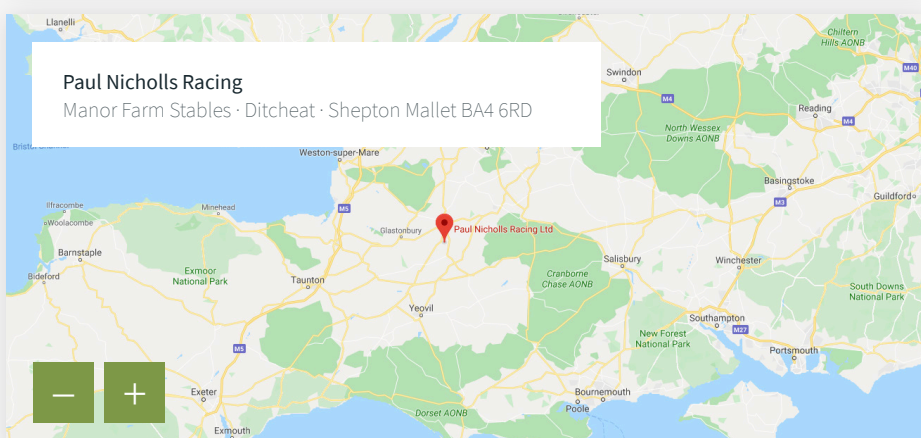 Llanelli
Chiltern
Hills AONB
M40
Paul Nicholls Racing
Manor Farm Stables · Ditcheat · Shepton Mallet BA4 6RD
Swindon
M4
Reading
M4
North Wessex
Downs AONB
Weston-super-Mare
Basingstoke
M3
Guildford
Ilfracombe
Woolacombe
Minehead
M5
Glastonbury
Paul Nicholls Racing Ltd
Barnstaple
Bideford
Exmoor
National Park
Taunton
Salisbury
Winchester
Cranborne
Chase AONB
South Downs
National Park
Yeovil
Southampton
M27
New Forest
National Park
M5
Portsmouth
Exeter
Bournemouth
Poole
Dorset AONB
Exmouth
− +